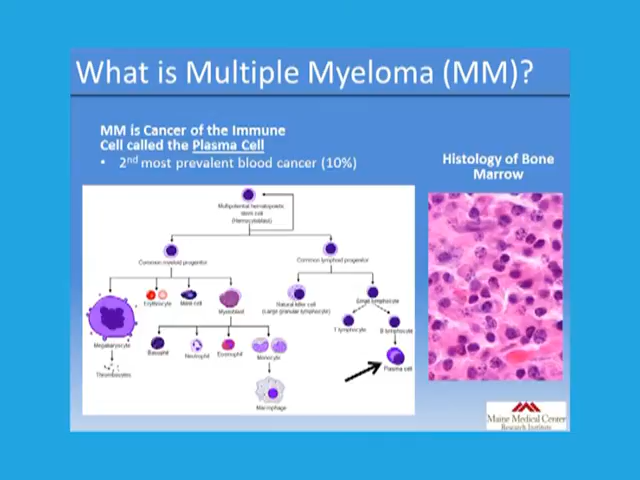 What is Multiple Myeloma (MM)?
MM is Cancer of the Immune
Cell called the Plasma Cell
• 2nd most prevalent blood cancer (10%)
Histology of Bone
Marrow
Multipotential hematopoietic
stem cell
(Hemocytoblast)
Common myeloid progenitor
Common lymphoid progenitor
Erythrocyte
Mast cell
Myeloblast
Natural killer cell
(Large granular lymphocyte)
Small lymphocyte
T lymphocyte
B lymphocyte
Megakaryocyte
Basophil
Neutrophil
Eosinophil
Monocyte
Plasma cell
Thrombocytes
Macrophage
Maine Medical Center
Research Institute